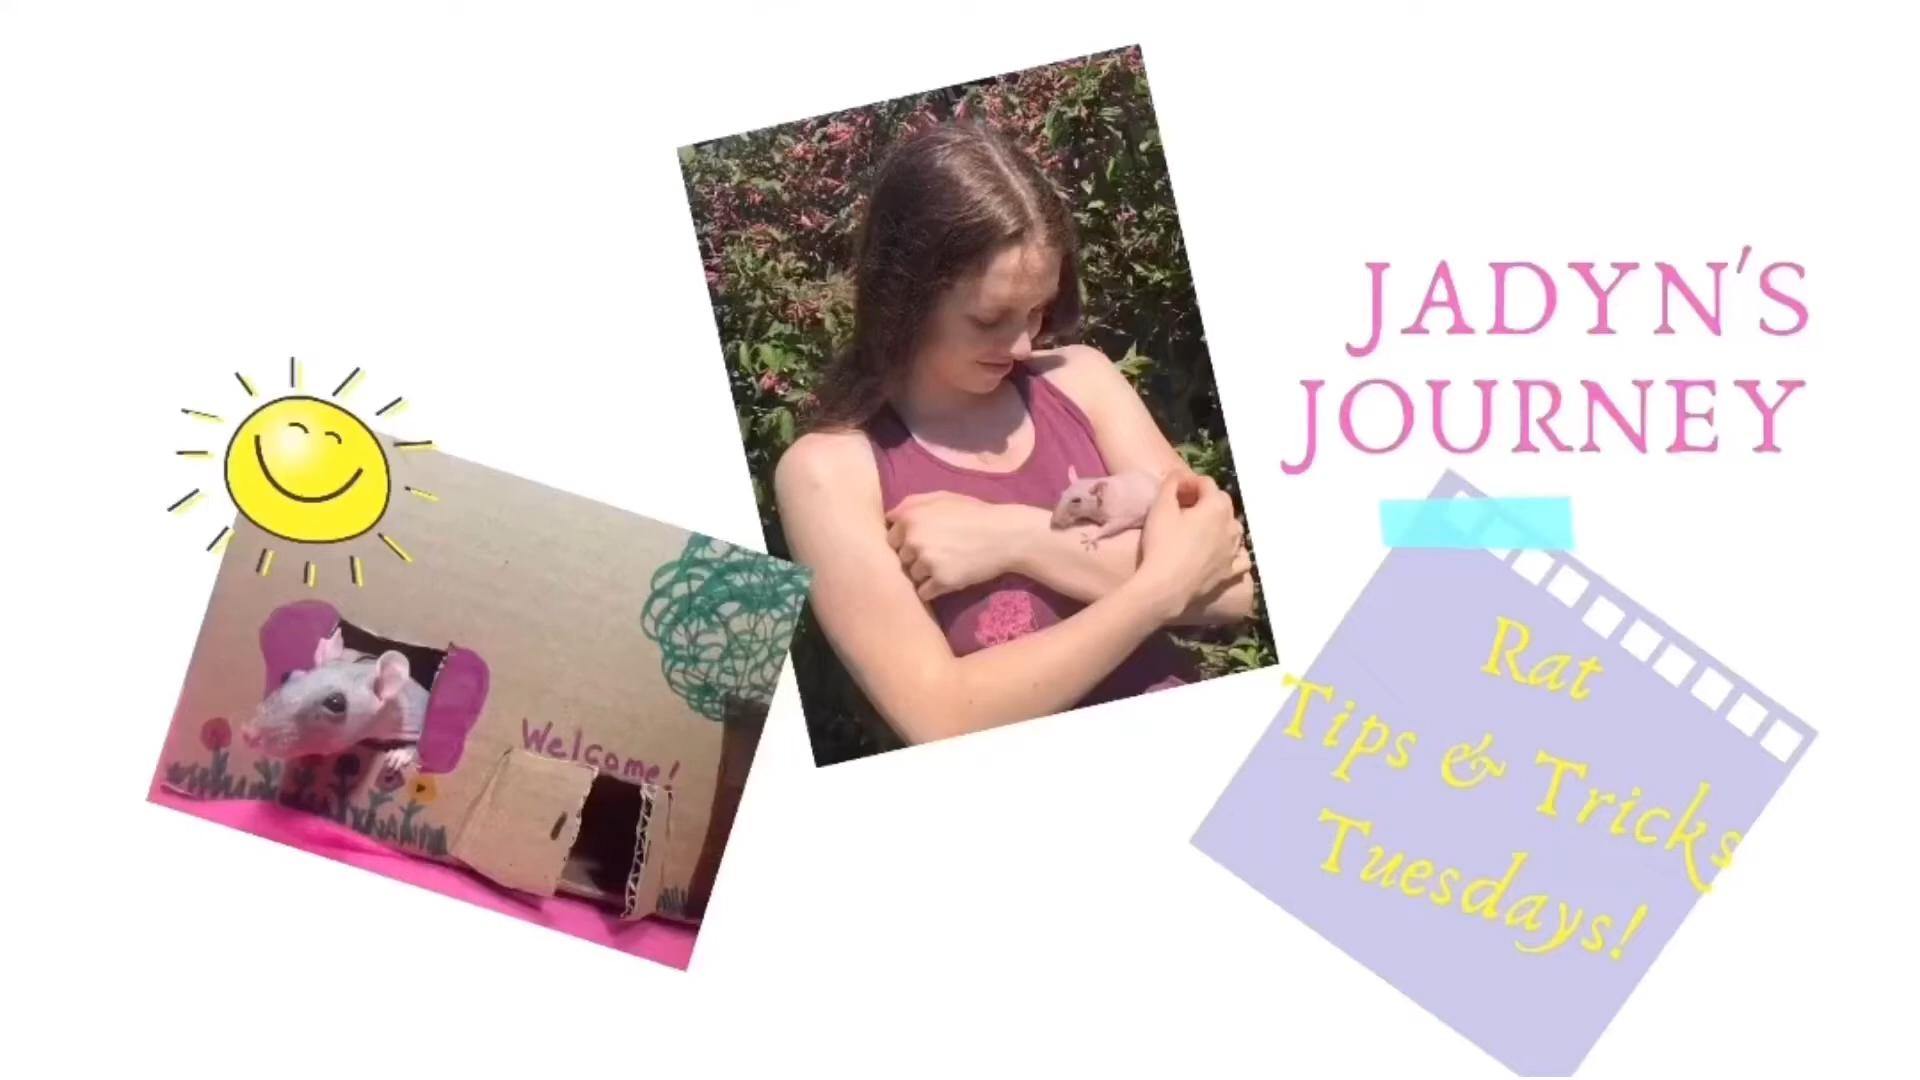 JADYN'S
JOURNEY
Rat
Tips & Tricks
Tuesdays!
Welcome!